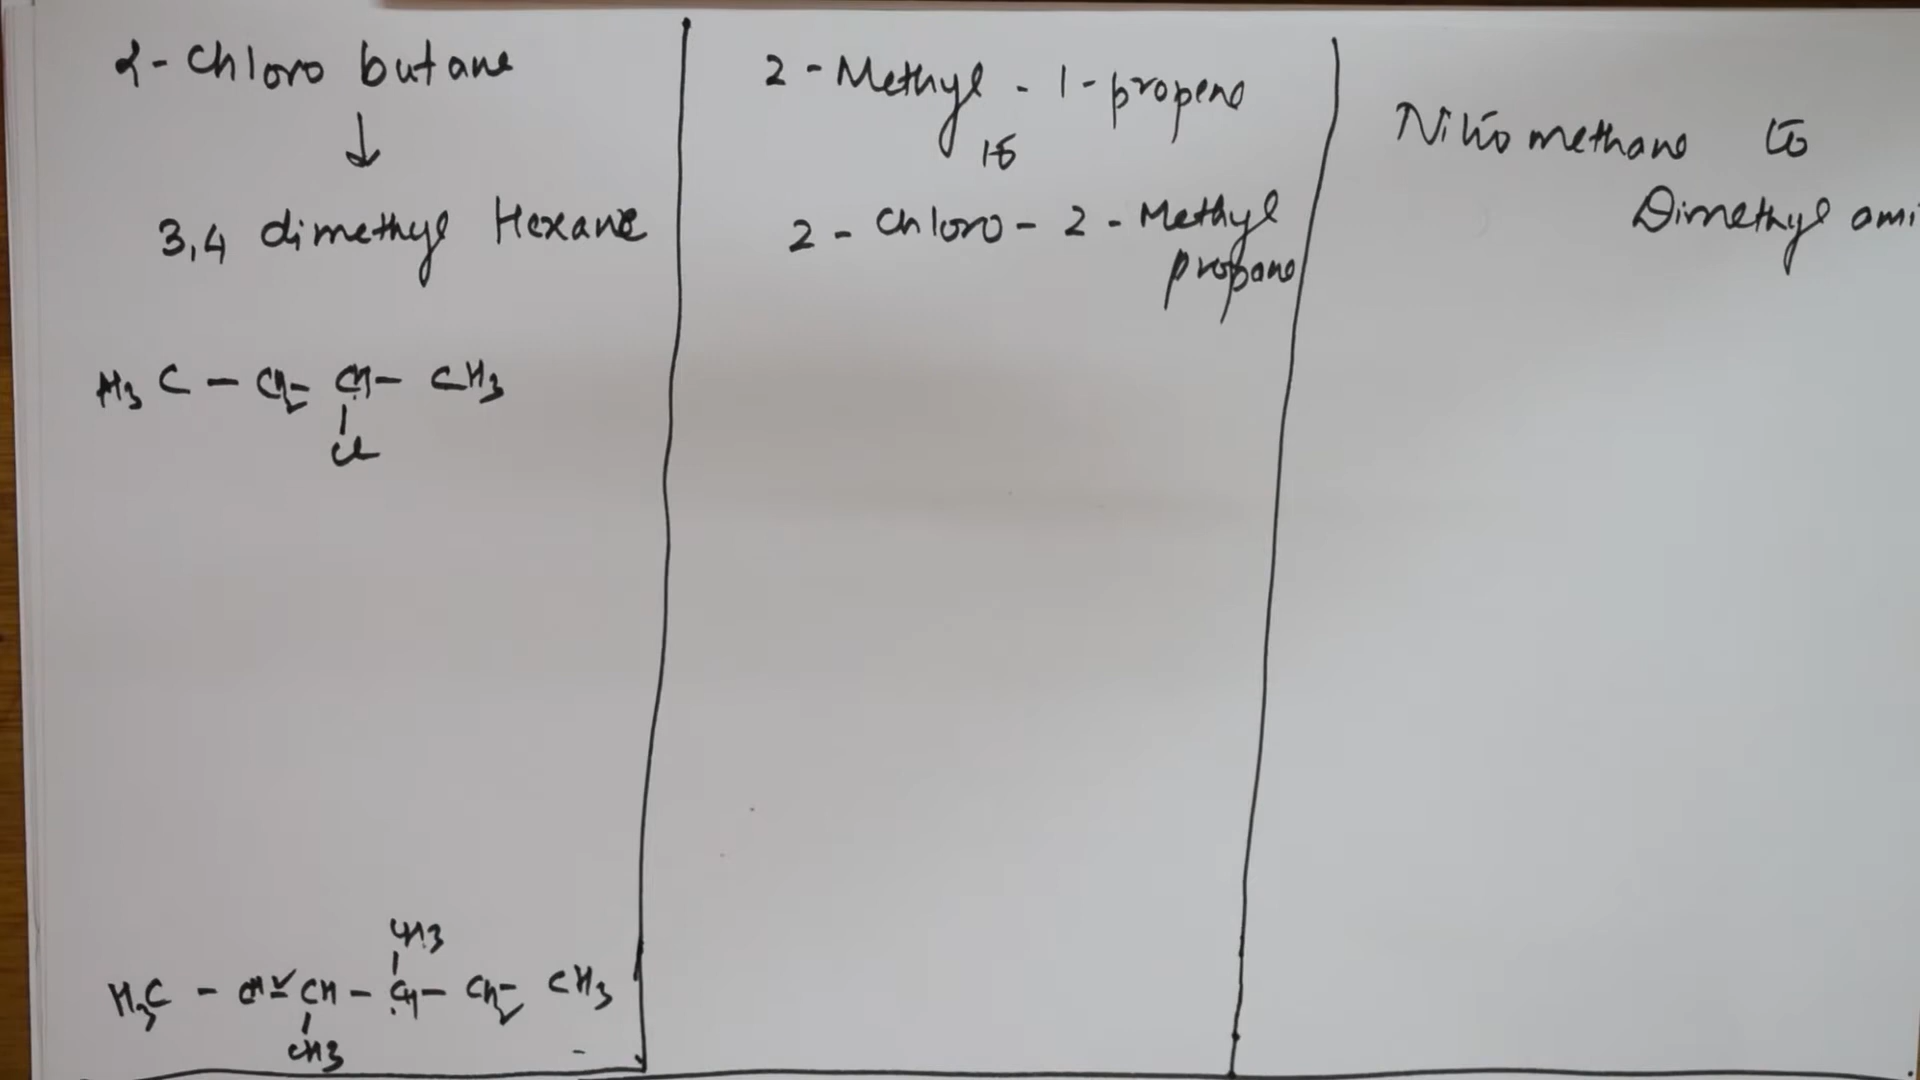 2-Chloro butane
↓
3,4 dimethyl Hexane
H3C - CH2 - CH - CH3
Cl
CH3
H3C - CH2 - CH - CH - CH2 - CH3
CH3
2-Methyl-1-propene
to
2-Chloro-2-Methyl
propane
Nitro methane to
Dimethyl ami